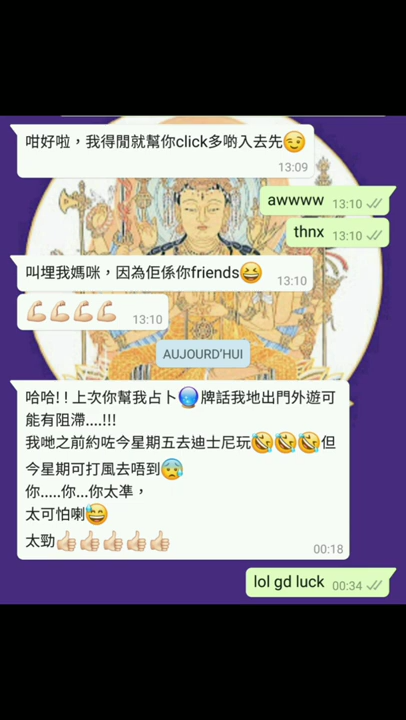 咁好啦，我得閒就幫你click多啲入去先😉
13:09
awwww 13:10
thnx 13:10
叫埋我媽咪，因為佢係你friends😆
13:10
💪🏻💪🏻💪🏻💪🏻 13:10
AUJOURD'HUI
哈哈!!上次你幫我占卜🔮牌話我地出門外遊可
能有阻滯....!!!
我哋之前約咗今星期五去迪士尼玩🤣🤣🤣但
今星期可打風去唔到😥
你.....你...你太準，
太可怕喇😅
太勁👍🏻👍🏻👍🏻👍🏻👍🏻
00:18
lol gd luck 00:34